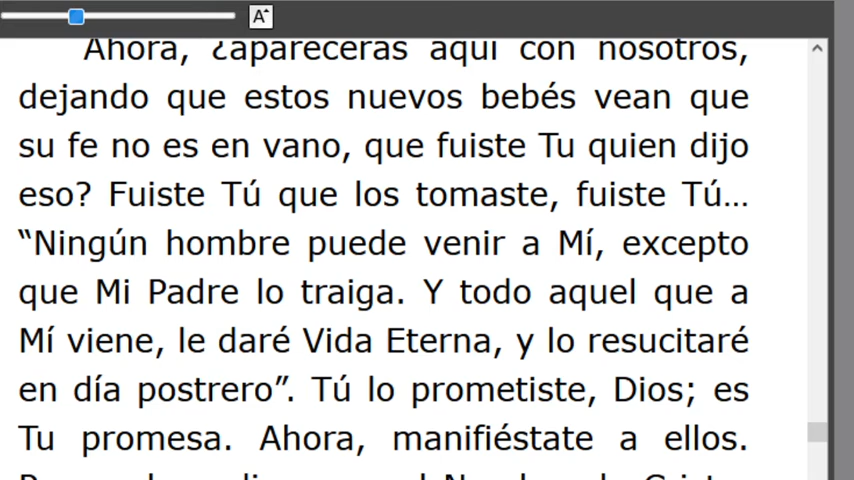 A
Ahora, ¿aparecerás aquí con nosotros,
dejando que estos nuevos bebés vean que
su fe no es en vano, que fuiste Tu quien dijo
eso? Fuiste Tú que los tomaste, fuiste Tú…
“Ningún hombre puede venir a Mí, excepto
que Mi Padre lo traiga. Y todo aquel que a
Mí viene, le daré Vida Eterna, y lo resucitaré
en día postrero”. Tú lo prometiste, Dios; es
Tu promesa. Ahora, manifiéstate a ellos.